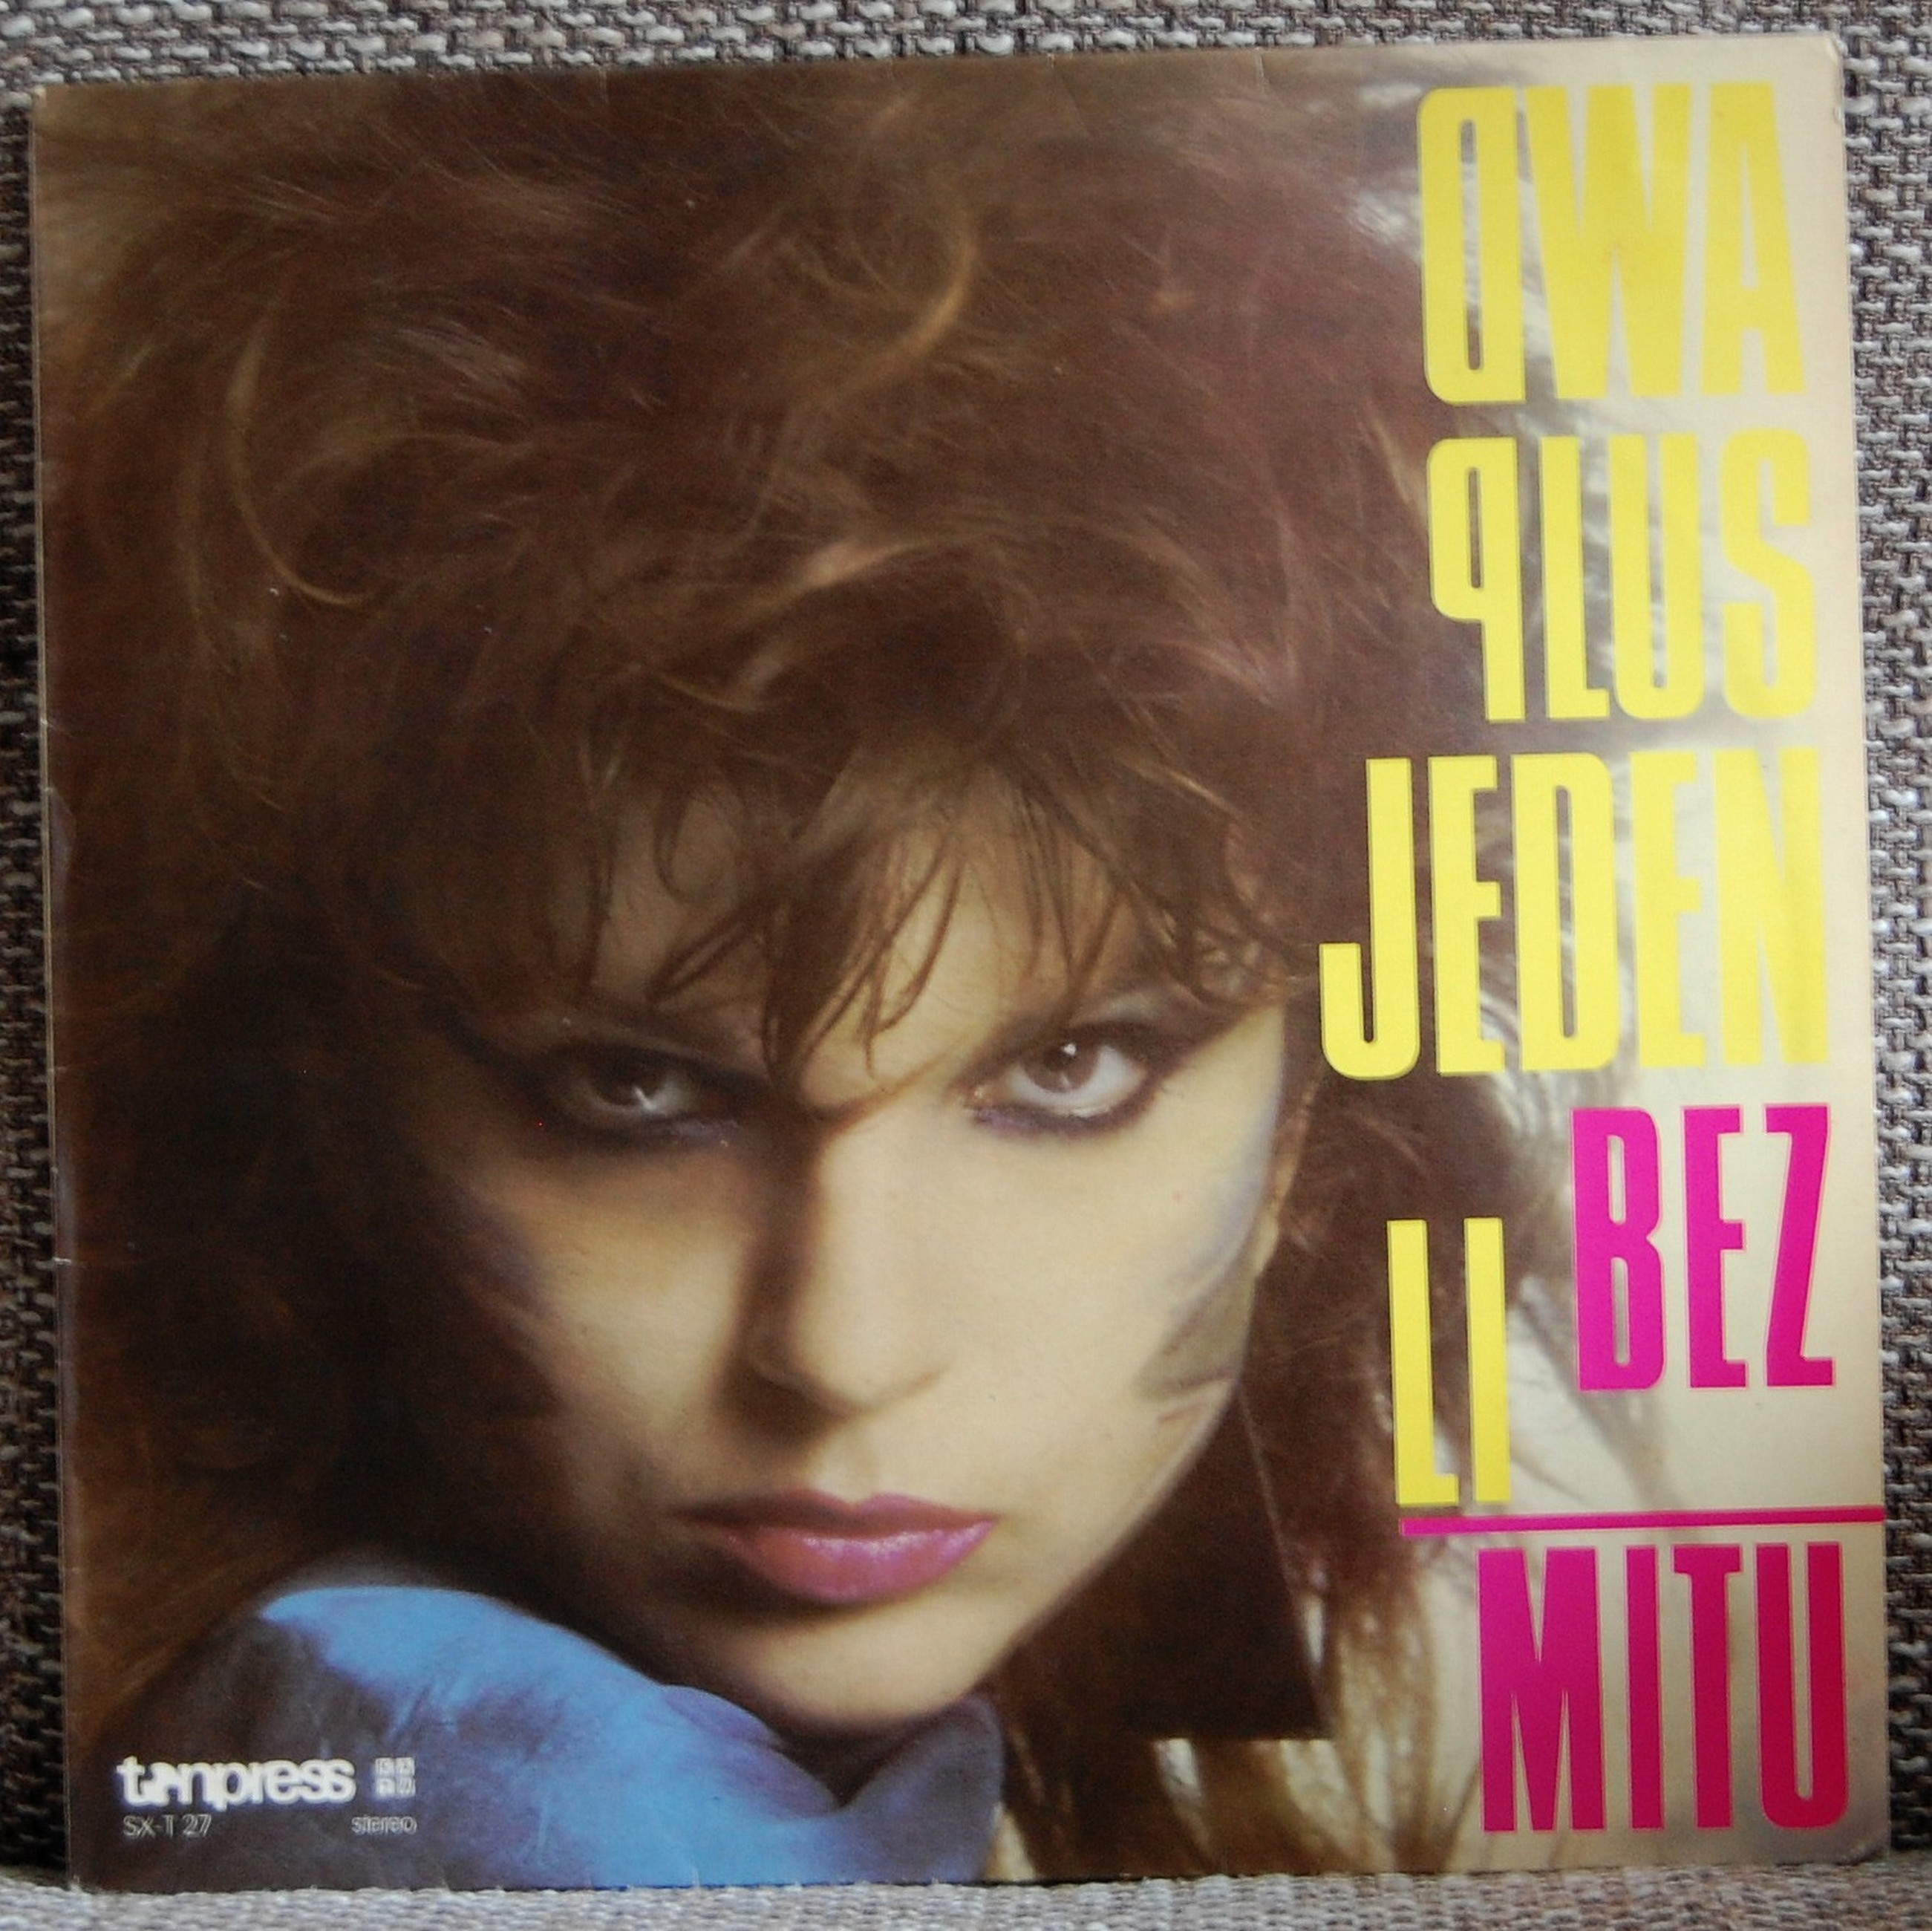 DWA
PLUS
JEDEN
BEZ
LI
MITU
tonpress
SX-T 27 stereo